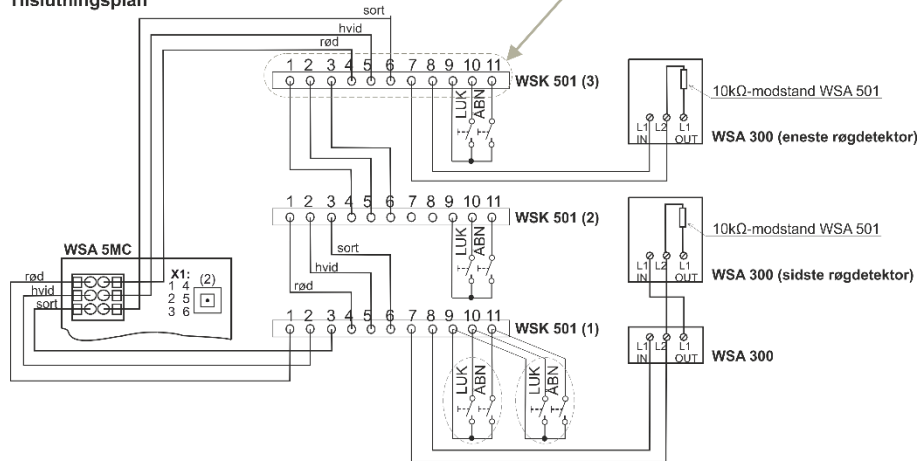 Tilslutningsplan
sort
hvid
rød
1 2 3 4 5 6 7 8 9 10 11
WSK 501 (3)
LUK
ABN
10kΩ-modstand WSA 501
L1 L2 L1
IN OUT
WSA 300 (eneste røgdetektor)
1 2 3 4 5 6 7 8 9 10 11
WSK 501 (2)
sort
hvid
rød
LUK
ABN
10kΩ-modstand WSA 501
L1 L2 L1
IN OUT
WSA 300 (sidste røgdetektor)
WSA 5MC
rød
hvid
sort
X1:
1 4 (2)
2 5
3 6
1 2 3 4 5 6 7 8 9 10 11
WSK 501 (1)
LUK
ABN
LUK
ABN
L1 L2 L1
IN OUT
WSA 300